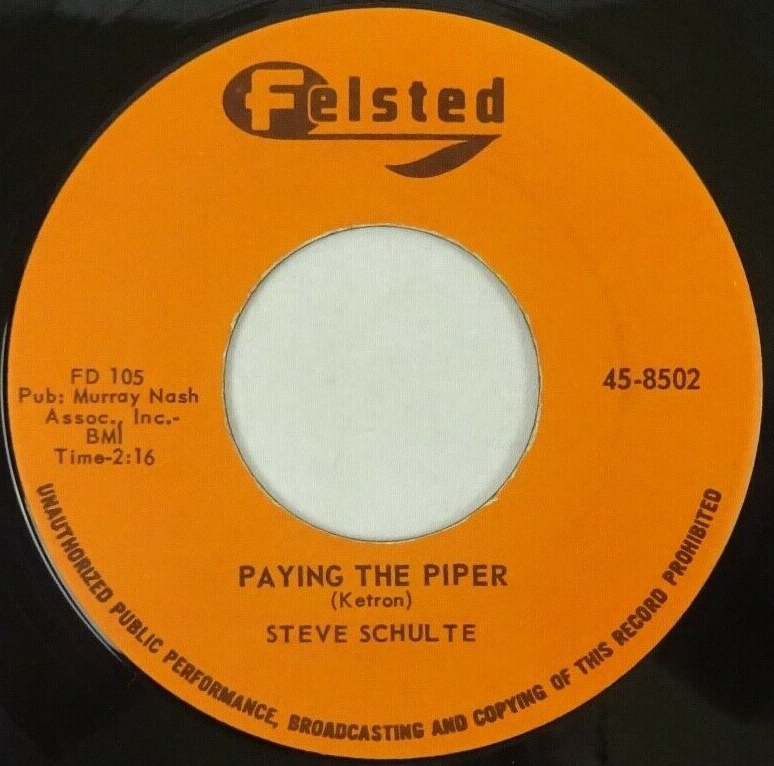 Felsted
FD 105
Pub: Murray Nash
Assoc., Inc.-
BMI
Time-2:16
45-8502
PAYING THE PIPER
(Ketron)
STEVE SCHULTE
UNAUTHORIZED PUBLIC PERFORMANCE, BROADCASTING AND COPYING OF THIS RECORD PROHIBITED